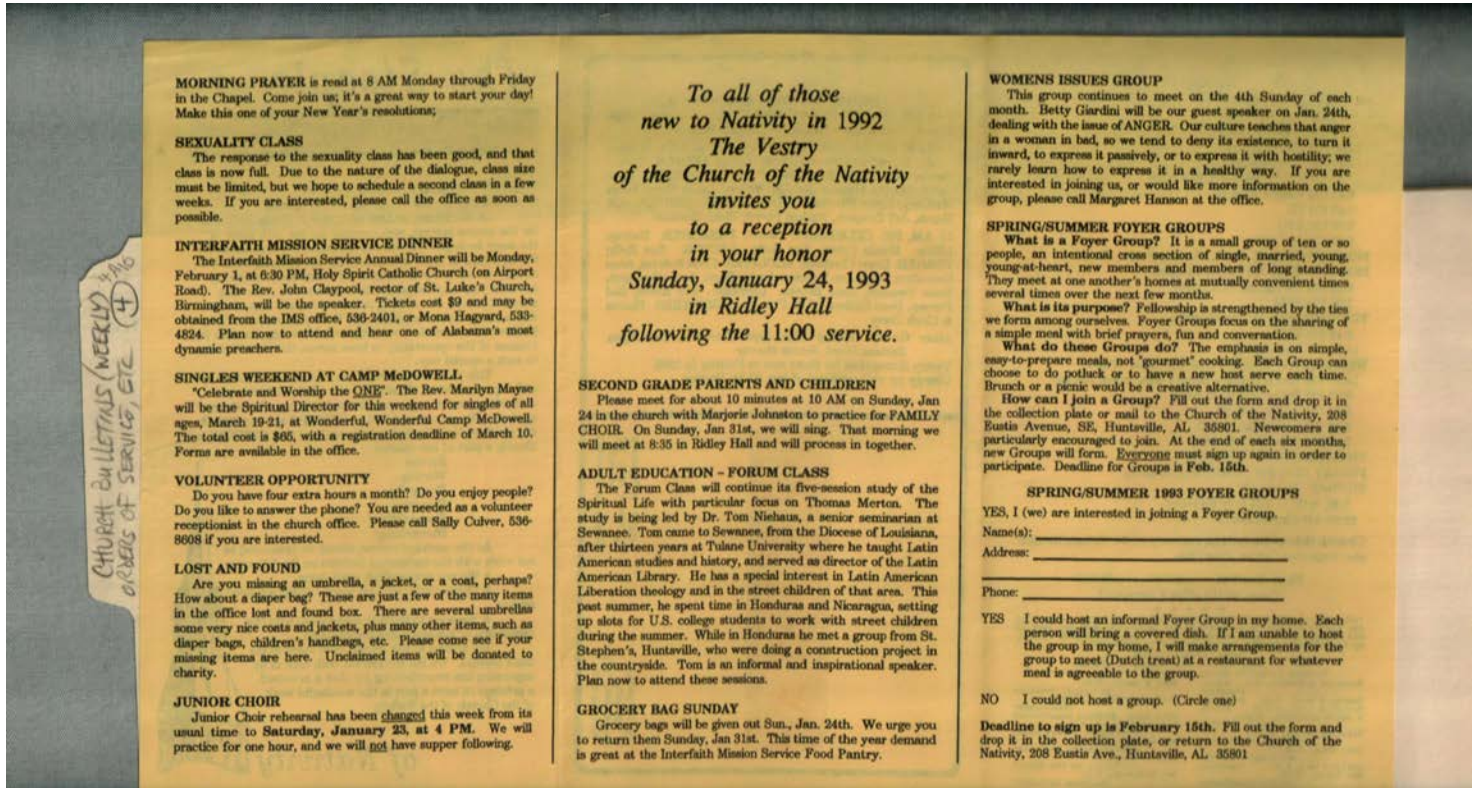 CHURCH BULLETINS (WEEKLY)
ORDERS OF SERVICE, ETC
4
MORNING PRAYER is read at 8 AM Monday through Friday
in the Chapel. Come join us; it's a great way to start your day!
Make this one of your New Year's resolutions;
SEXUALITY CLASS
The response to the sexuality class has been good, and that
class is now full. Due to the nature of the dialogue, class size
must be limited, but we hope to schedule a second class in a few
weeks. If you are interested, please call the office as soon as
possible.
INTERFAITH MISSION SERVICE DINNER
The Interfaith Mission Service Annual Dinner will be Monday,
February 1, at 6:30 PM, Holy Spirit Catholic Church (on Airport
Road). The Rev. John Claypool, rector of St. Luke's Church,
Birmingham, will be the speaker. Tickets cost $9 and may be
obtained from the IMS office, 536-2401, or Mona Hagyard, 533-
4824. Plan now to attend and hear one of Alabama's most
dynamic preachers.
SINGLES WEEKEND AT CAMP McDOWELL
"Celebrate and Worship the ONE". The Rev. Marilyn Mayse
will be the Spiritual Director for this weekend for singles of all
ages, March 19-21, at Wonderful, Wonderful Camp McDowell.
The total cost is $65, with a registration deadline of March 10.
Forms are available in the office.
VOLUNTEER OPPORTUNITY
Do you have four extra hours a month? Do you enjoy people?
Do you like to answer the phone? You are needed as a volunteer
receptionist in the church office. Please call Sally Culver, 536-
8608 if you are interested.
LOST AND FOUND
Are you missing an umbrella, a jacket, or a coat, perhaps?
How about a diaper bag? These are just a few of the many items
in the office lost and found box. There are several umbrellas
some very nice coats and jackets, plus many other items, such as
diaper bags, children's handbags, etc. Please come see if your
missing items are here. Unclaimed items will be donated to
charity.
JUNIOR CHOIR
Junior Choir rehearsal has been changed this week from its
usual time to Saturday, January 23, at 4 PM. We will
practice for one hour, and we will not have supper following.
To all of those
new to Nativity in 1992
The Vestry
of the Church of the Nativity
invites you
to a reception
in your honor
Sunday, January 24, 1993
in Ridley Hall
following the 11:00 service.
SECOND GRADE PARENTS AND CHILDREN
Please meet for about 10 minutes at 10 AM on Sunday, Jan
24 in the church with Marjorie Johnston to practice for FAMILY
CHOIR. On Sunday, Jan 31st, we will sing. That morning we
will meet at 8:35 in Ridley Hall and will process in together.
ADULT EDUCATION – FORUM CLASS
The Forum Class will continue its five-session study of the
Spiritual Life with particular focus on Thomas Merton. The
study is being led by Dr. Tom Niehaus, a senior seminarian at
Sewanee. Tom came to Sewanee, from the Diocese of Louisiana,
after thirteen years at Tulane University where he taught Latin
American studies and history, and served as director of the Latin
American Library. He has a special interest in Latin American
Liberation theology and in the street children of that area. This
past summer, he spent time in Honduras and Nicaragua, setting
up slots for U.S. college students to work with street children
during the summer. While in Honduras he met a group from St.
Stephen's, Huntsville, who were doing a construction project in
the countryside. Tom is an informal and inspirational speaker.
Plan now to attend these sessions.
GROCERY BAG SUNDAY
Grocery bags will be given out Sun., Jan. 24th. We urge you
to return them Sunday, Jan 31st. This time of the year demand
is great at the Interfaith Mission Service Food Pantry.
WOMENS ISSUES GROUP
This group continues to meet on the 4th Sunday of each
month. Betty Giardini will be our guest speaker on Jan. 24th,
dealing with the issue of ANGER. Our culture teaches that anger
in a woman in bad, so we tend to deny its existence, to turn it
inward, to express it passively, or to express it with hostility; we
rarely learn how to express it in a healthy way. If you are
interested in joining us, or would like more information on the
group, please call Margaret Hanson at the office.
SPRING/SUMMER FOYER GROUPS
What is a Foyer Group? It is a small group of ten or so
people, an intentional cross section of single, married, young,
young-at-heart, new members and members of long standing.
They meet at one another's homes at mutually convenient times
several times over the next few months.
What is its purpose? Fellowship is strengthened by the ties
we form among ourselves. Foyer Groups focus on the sharing of
a simple meal with brief prayers, fun and conversation.
What do these Groups do? The emphasis is on simple,
easy-to-prepare meals, not "gourmet" cooking. Each Group can
choose to do potluck or to have a new host serve each time.
Brunch or a picnic would be a creative alternative.
How can I join a Group? Fill out the form and drop it in
the collection plate or mail to the Church of the Nativity, 208
Eustis Avenue, SE, Huntsville, AL 35801. Newcomers are
particularly encouraged to join. At the end of each six months,
new Groups will form. Everyone must sign up again in order to
participate. Deadline for Groups is Feb. 15th.
SPRING/SUMMER 1993 FOYER GROUPS
YES, I (we) are interested in joining a Foyer Group.
Name(s):
Address:
Phone:
YES I could host an informal Foyer Group in my home. Each
person will bring a covered dish. If I am unable to host
the group in my home, I will make arrangements for the
group to meet (Dutch treat) at a restaurant for whatever
meal is agreeable to the group.
NO I could not host a group. (Circle one)
Deadline to sign up is February 15th. Fill out the form and
drop it in the collection plate, or return to the Church of the
Nativity, 208 Eustis Ave., Huntsville, AL 35801